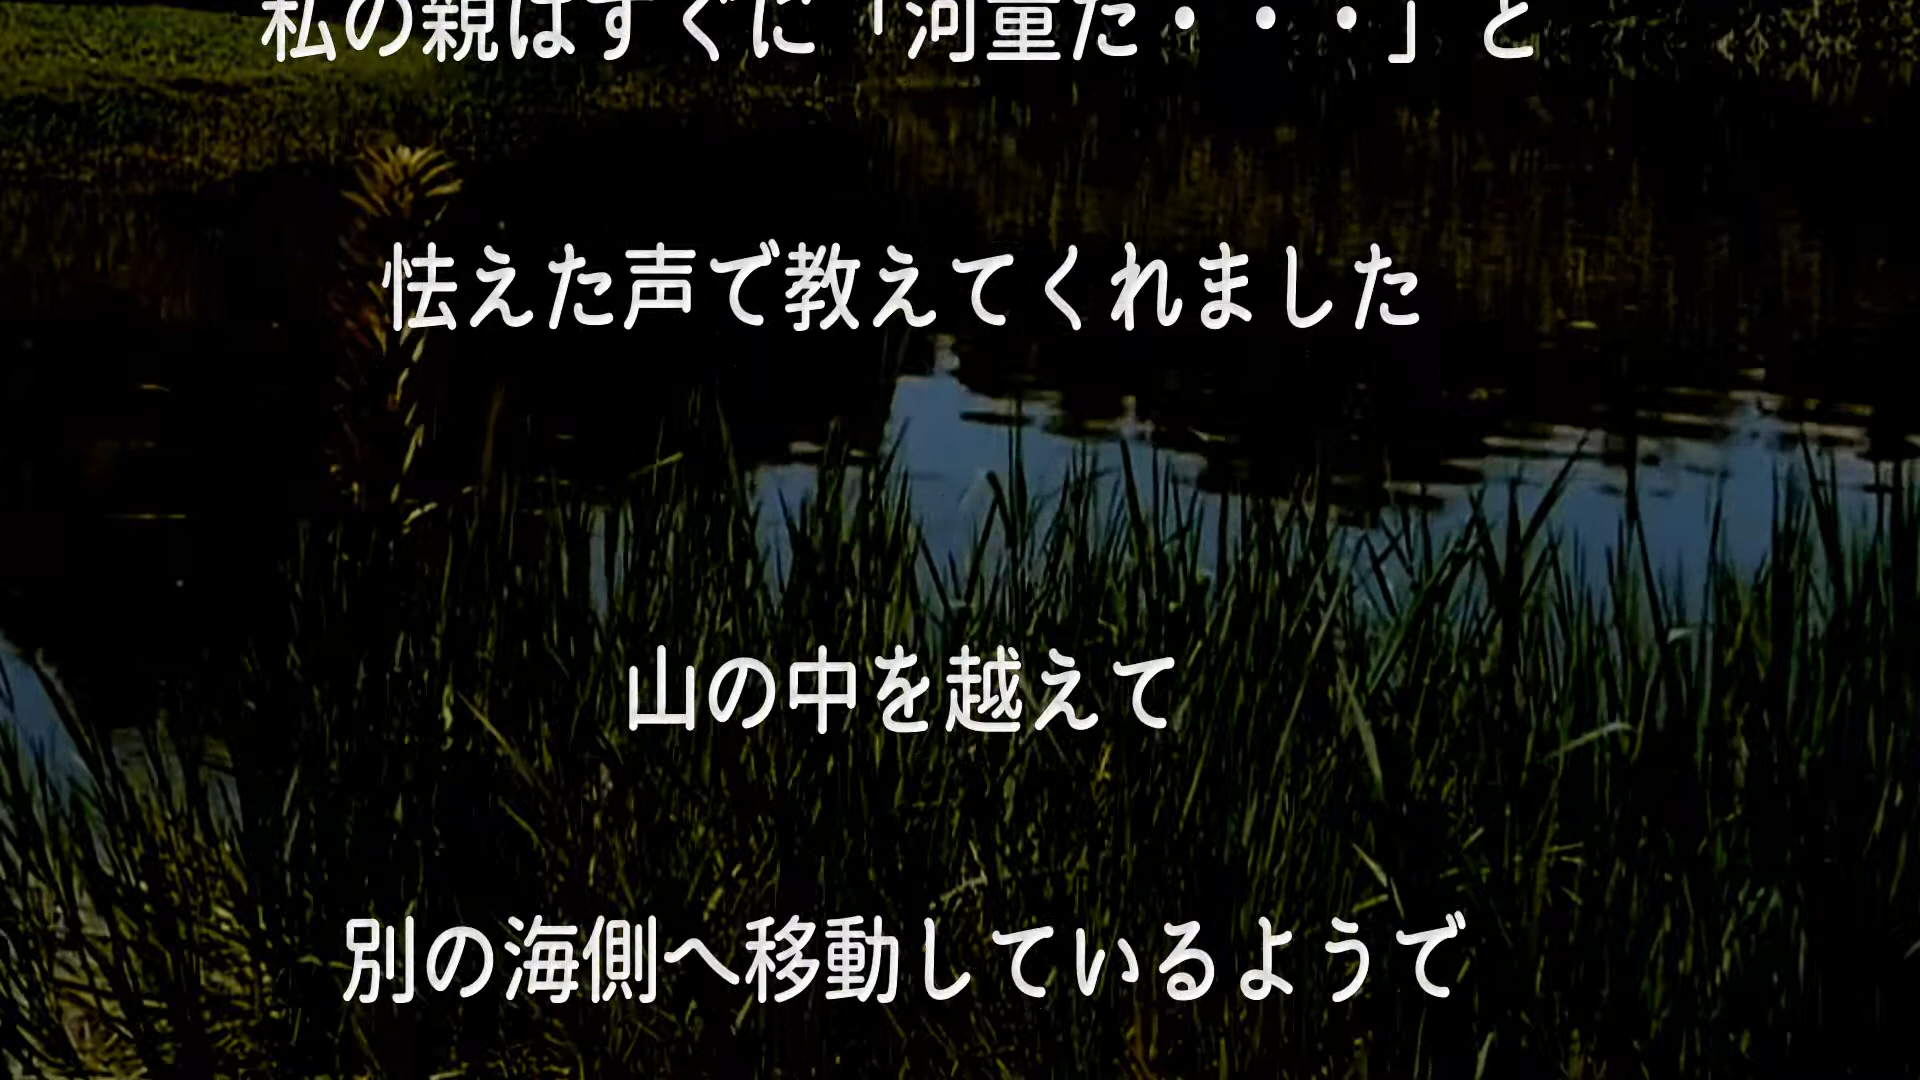 私の親はすぐに「河童だ・・・」と
怯えた声で教えてくれました
山の中を越えて
別の海側へ移動しているようで